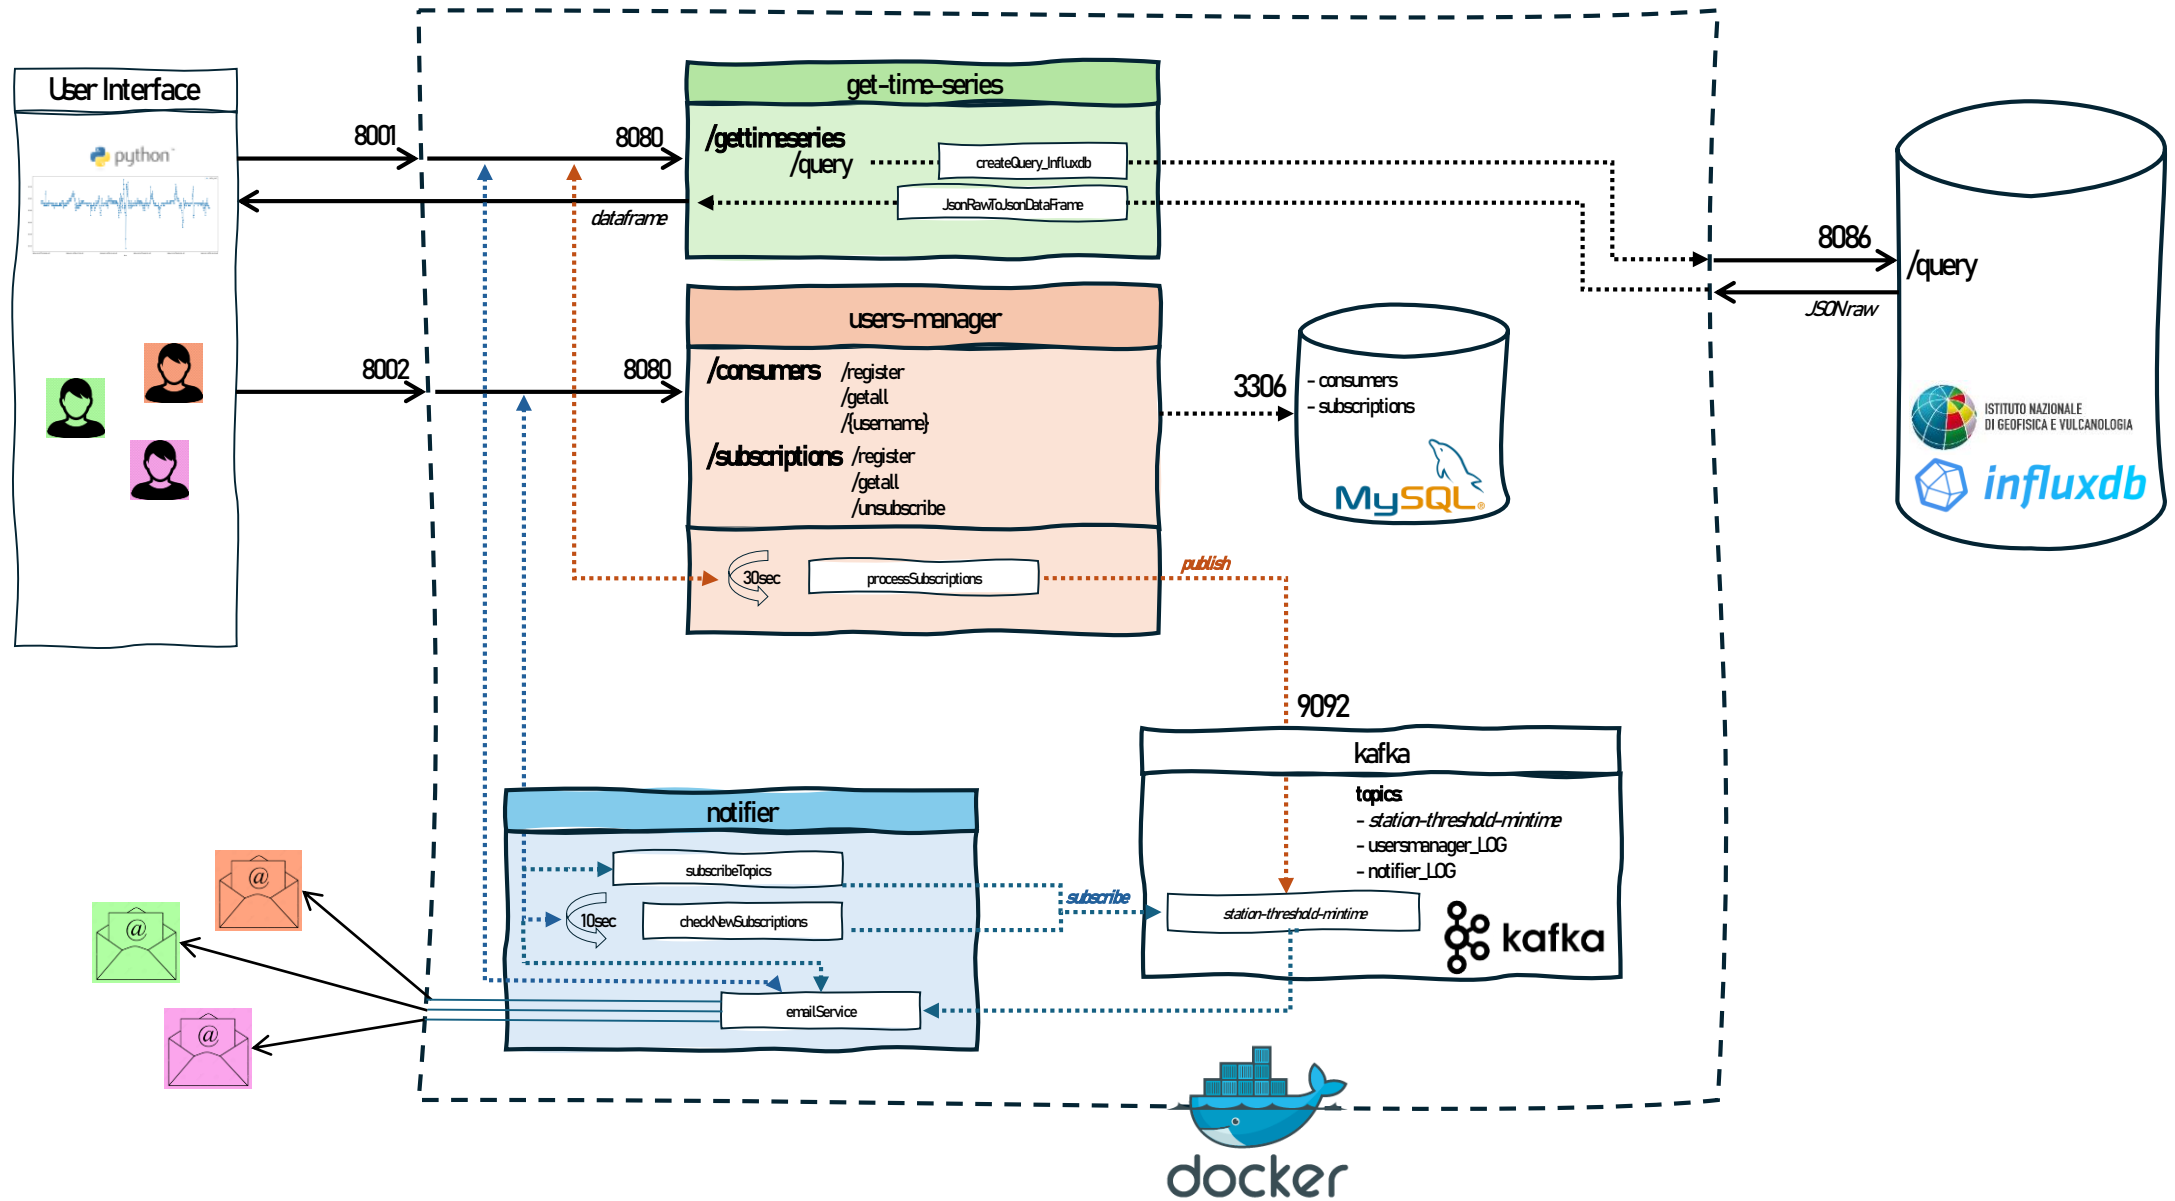 User Interface
python™
8001
8080
dataframe
get-time-series
/gettimeseries
/query
createQuery_Influxdb
JsonRawToJsonDataFrame
8086
/query
JSON raw
ISTITUTO NAZIONALE
DI GEOFISICA E VULCANOLOGIA
influxdb
8002
8080
users-manager
/consumers
/register
/getall
/{username}
/subscriptions
/register
/getall
/unsubscribe
30sec
processSubscriptions
publish
3306
- consumers
- subscriptions
MySQL®
9092
kafka
topics:
- station-threshold-mintime
- usersmanager_LOG
- notifier_LOG
station-threshold-mintime
kafka
notifier
subscribeTopics
10sec
checkNewSubscriptions
subscribe
emailService
@
@
@
docker